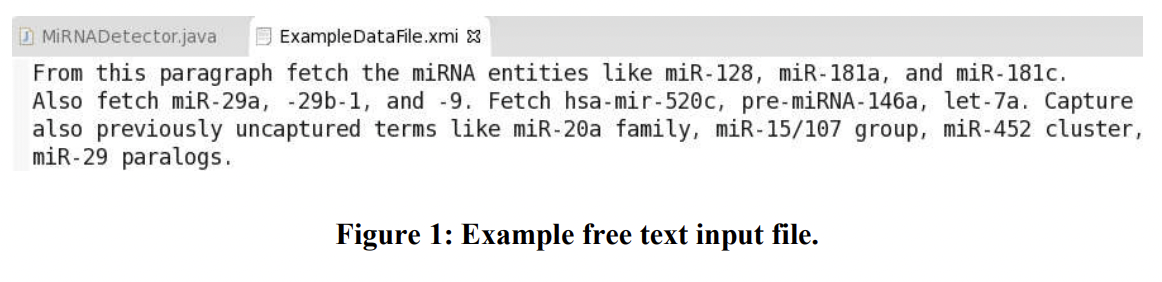 MiRNADetector.java ExampleDataFile.xmi
From this paragraph fetch the miRNA entities like miR-128, miR-181a, and miR-181c.
Also fetch miR-29a, -29b-1, and -9. Fetch hsa-mir-520c, pre-miRNA-146a, let-7a. Capture
also previously uncaptured terms like miR-20a family, miR-15/107 group, miR-452 cluster,
miR-29 paralogs.
Figure 1: Example free text input file.